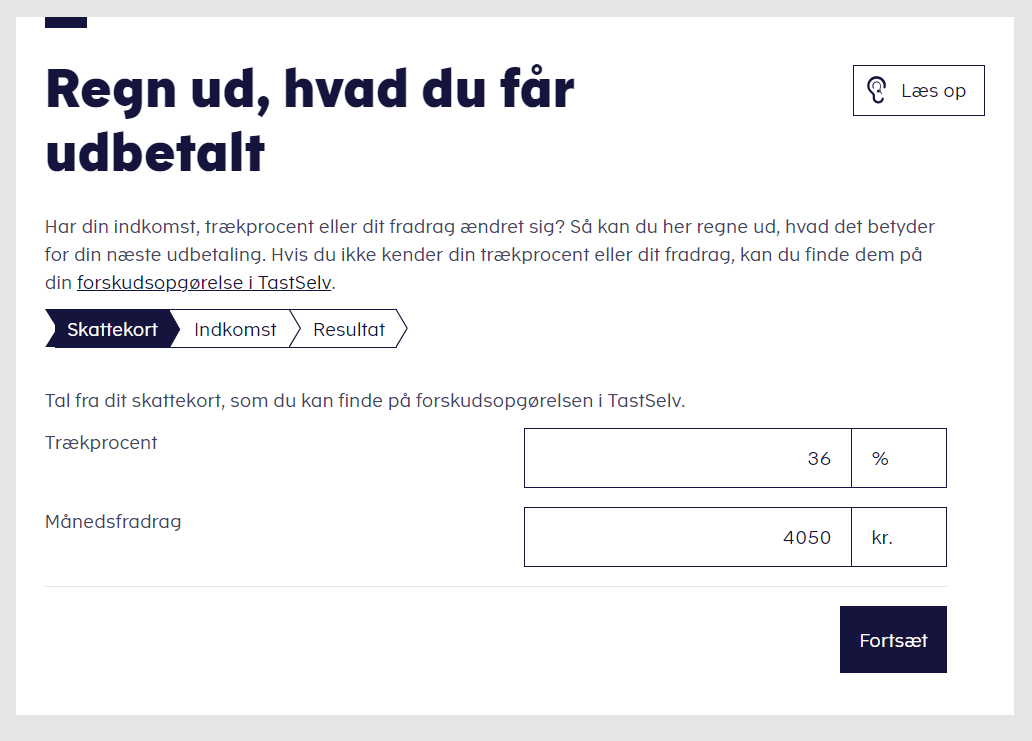 Regn ud, hvad du får
udbetalt
Læs op
Har din indkomst, trækprocent eller dit fradrag ændret sig? Så kan du her regne ud, hvad det betyder
for din næste udbetaling. Hvis du ikke kender din trækprocent eller dit fradrag, kan du finde dem på
din forskudsopgørelse i TastSelv.
Skattekort Indkomst Resultat
Tal fra dit skattekort, som du kan finde på forskudsopgørelsen i TastSelv.
Trækprocent 36 %
Månedsfradrag 4050 kr.
Fortsæt